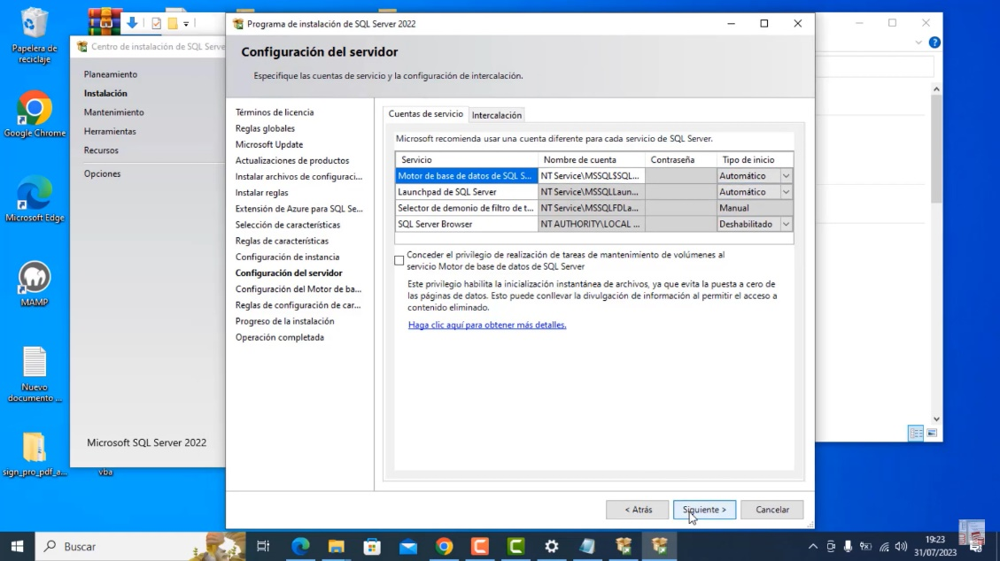 Papelera de
reciclaje
Google Chrome
Microsoft Edge
MAMP
Nuevo
documento ...
sign_pro_pdf_a...
vba
Centro de instalación de SQL Serve
Planeamiento
Instalación
Mantenimiento
Herramientas
Recursos
Opciones
Microsoft SQL Server 2022
Programa de instalación de SQL Server 2022
Configuración del servidor
Especifique las cuentas de servicio y la configuración de intercalación.
Términos de licencia
Reglas globales
Microsoft Update
Actualizaciones de productos
Instalar archivos de configuraci...
Instalar reglas
Extensión de Azure para SQL Se...
Selección de características
Reglas de características
Configuración de instancia
Configuración del servidor
Configuración del Motor de ba...
Reglas de configuración de car...
Progreso de la instalación
Operación completada
Cuentas de servicio Intercalación
Microsoft recomienda usar una cuenta diferente para cada servicio de SQL Server.
Servicio Nombre de cuenta Contraseña Tipo de inicio
Motor de base de datos de SQL S... NT Service\MSSQL$SQL... Automático
Launchpad de SQL Server NT Service\MSSQLLaun... Automático
Selector de demonio de filtro de t... NT Service\MSSQLFDLa... Manual
SQL Server Browser NT AUTHORITY\LOCAL ... Deshabilitado
Conceder el privilegio de realización de tareas de mantenimiento de volúmenes al
servicio Motor de base de datos de SQL Server
Este privilegio habilita la inicialización instantánea de archivos, ya que evita la puesta a cero de
las páginas de datos. Esto puede conllevar la divulgación de información al permitir el acceso a
contenido eliminado.
Haga clic aquí para obtener más detalles.
< Atrás Siguiente > Cancelar
Buscar
19:23
31/07/2023